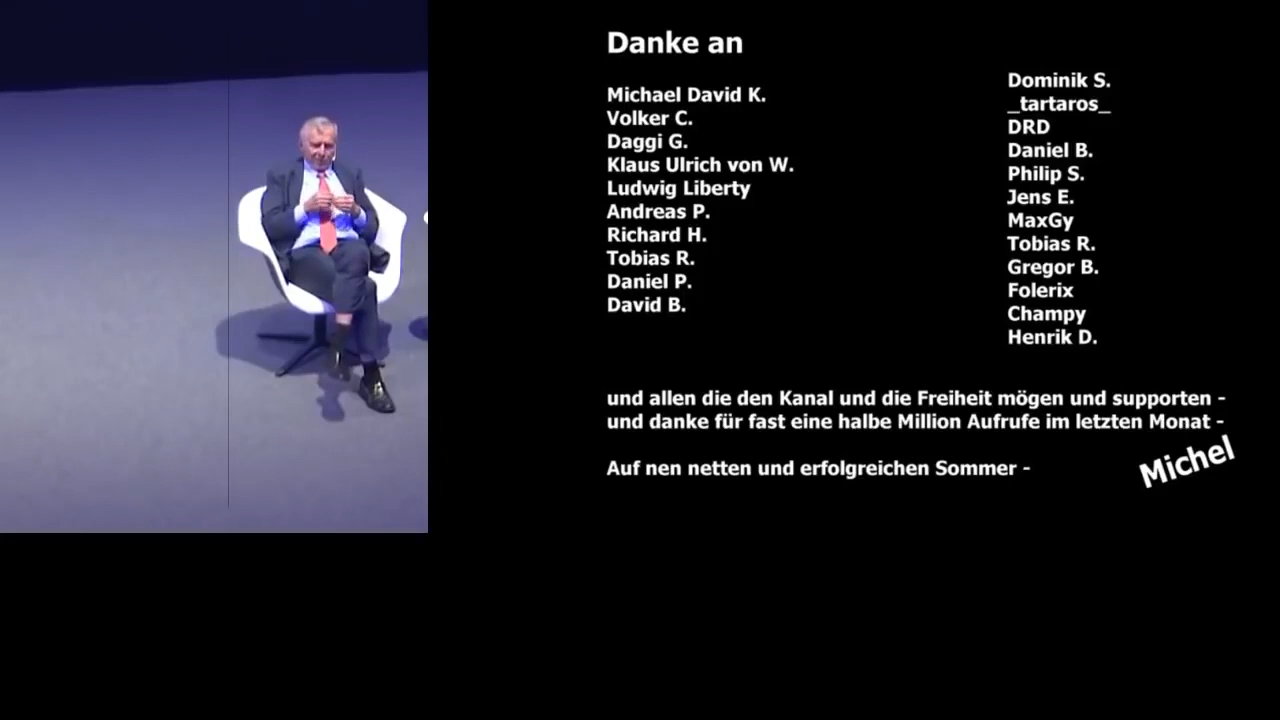 Danke an
Michael David K.
Volker C.
Daggi G.
Klaus Ulrich von W.
Ludwig Liberty
Andreas P.
Richard H.
Tobias R.
Daniel P.
David B.
Dominik S.
_tartaros_
DRD
Daniel B.
Philip S.
Jens E.
MaxGy
Tobias R.
Gregor B.
Folerix
Champy
Henrik D.
und allen die den Kanal und die Freiheit mögen und supporten -
und danke für fast eine halbe Million Aufrufe im letzten Monat -
Auf nen netten und erfolgreichen Sommer -
Michel